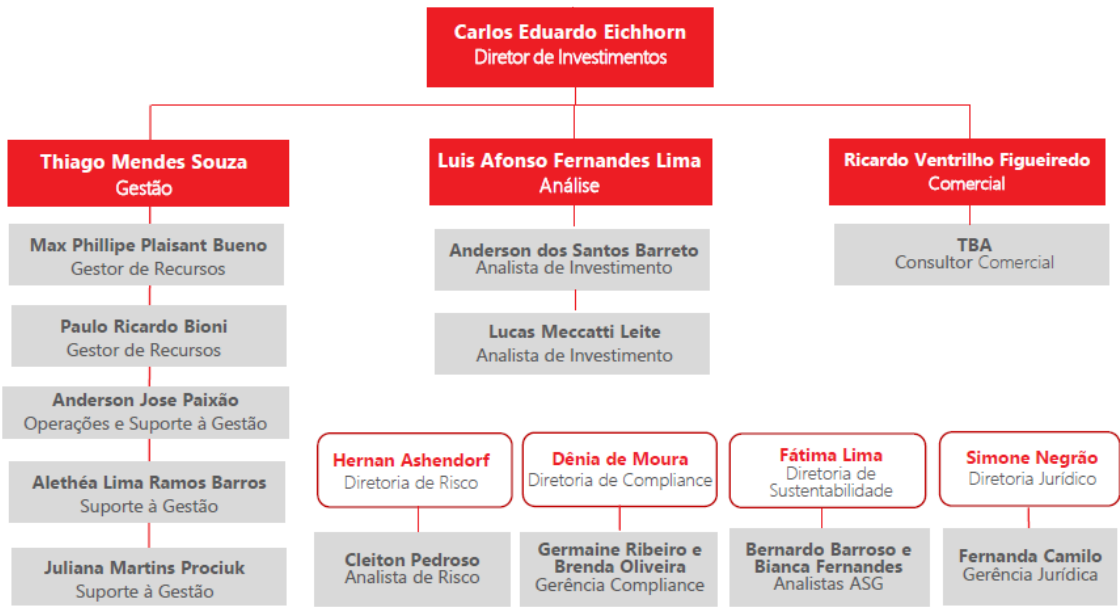 Carlos Eduardo Eichhorn
Diretor de Investimentos
Thiago Mendes Souza
Gestão
Luis Afonso Fernandes Lima
Análise
Ricardo Ventrilho Figueiredo
Comercial
Max Phillipe Plaisant Bueno
Gestor de Recursos
Paulo Ricardo Bioni
Gestor de Recursos
Anderson Jose Paixão
Operações e Suporte à Gestão
Alethéa Lima Ramos Barros
Suporte à Gestão
Juliana Martins Prociuk
Suporte à Gestão
Anderson dos Santos Barreto
Analista de Investimento
Lucas Meccatti Leite
Analista de Investimento
TBA
Consultor Comercial
Hernan Ashendorf
Diretoria de Risco
Cleiton Pedroso
Analista de Risco
Dênia de Moura
Diretoria de Compliance
Germaine Ribeiro e
Brenda Oliveira
Gerência Compliance
Fátima Lima
Diretoria de
Sustentabilidade
Bernardo Barroso e
Bianca Fernandes
Analistas ASG
Simone Negrão
Diretoria Jurídico
Fernanda Camilo
Gerência Jurídica